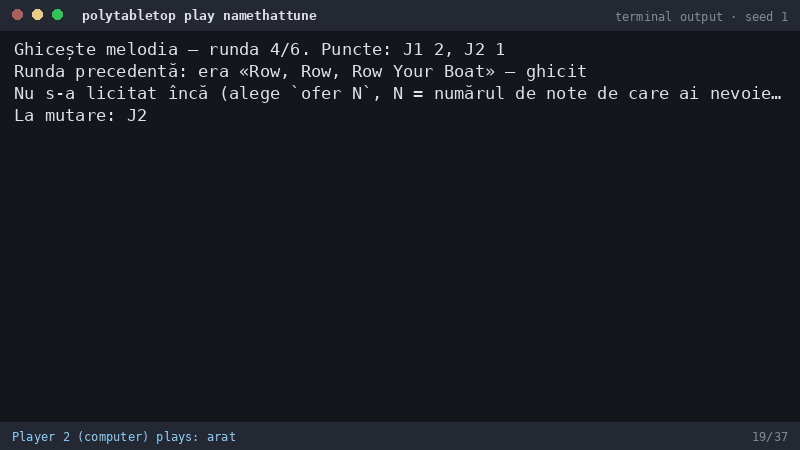 polytabletop play namethattune
terminal output · seed 1
Ghicește melodia — runda 4/6. Puncte: J1 2, J2 1
Runda precedentă: era «Row, Row, Row Your Boat» — ghicit
Nu s-a licitat încă (alege `ofer N`, N = numărul de note de care ai nevoie…
La mutare: J2
Player 2 (computer) plays: arat
19/37